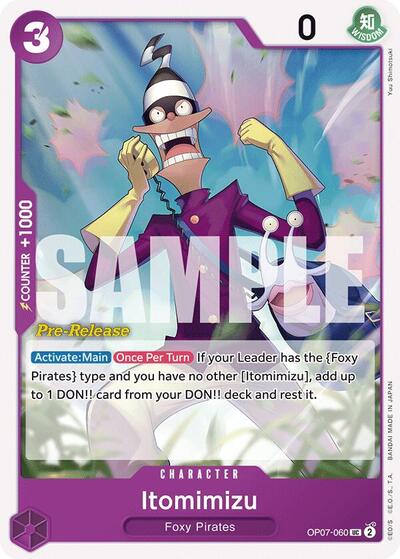 3
0
知
WISDOM
Yuu Shimotsuki
COUNTER +1000
SAMPLE
Pre-Release
Activate:Main Once Per Turn If your Leader has the {Foxy
Pirates} type and you have no other [Itomimizu], add up
to 1 DON!! card from your DON!! deck and rest it.
CHARACTER
Itomimizu
Foxy Pirates
OP07-060 UC 2
©E.O./S., T.A. BANDAI MADE IN JAPAN